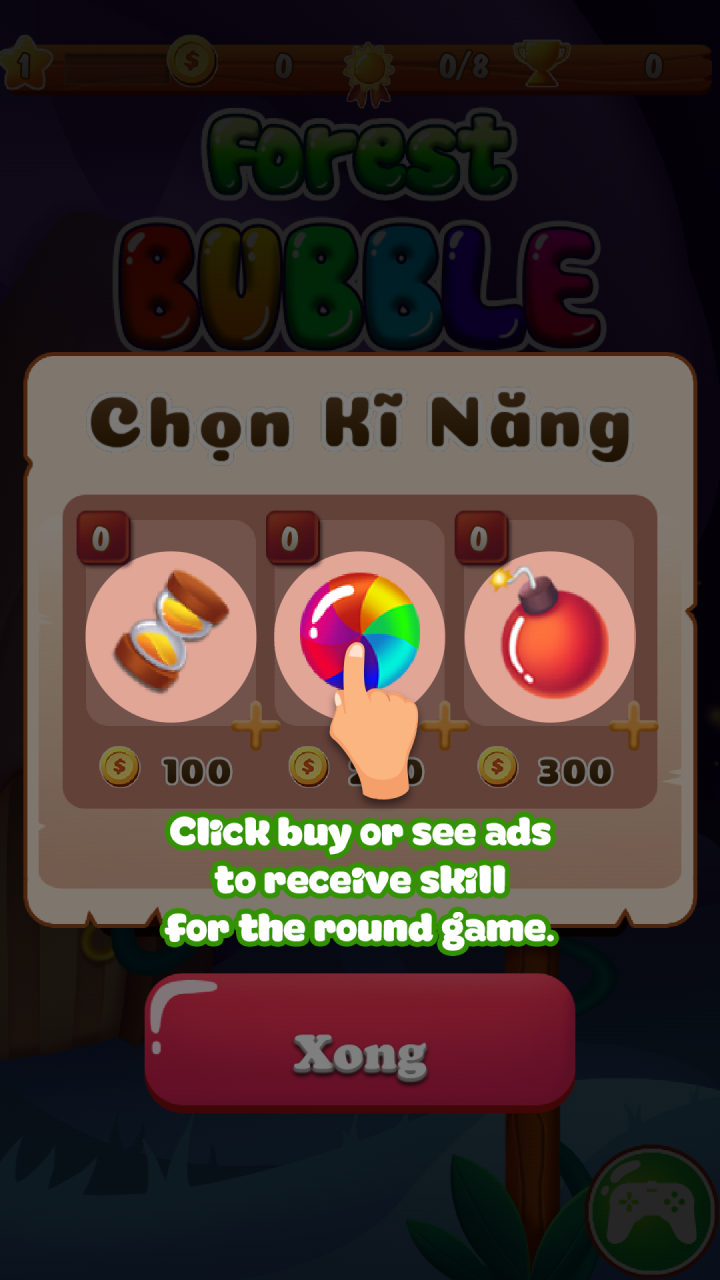 1 0 0/8 0
Forest
BUBBLE
Chọn Kĩ Năng
0 0 0
100 300
Click buy or see ads
to receive skill
for the round game.
Xong